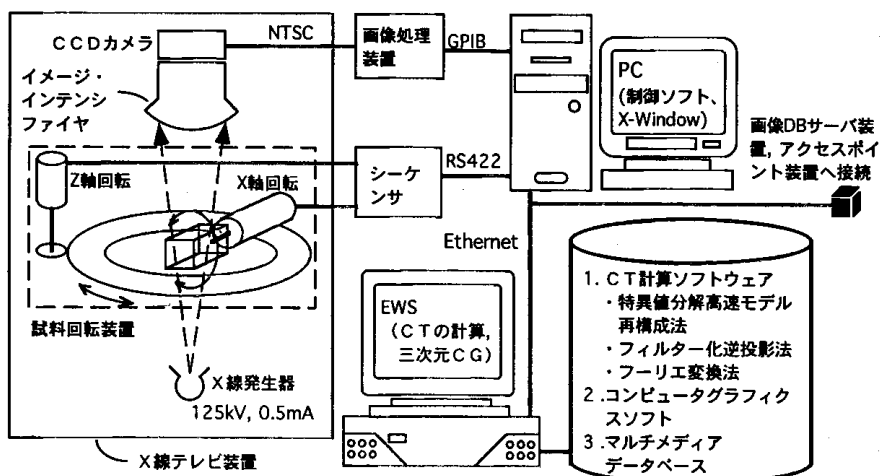 CCDカメラ
NTSC
画像処理
装置
GPIB
イメージ・
インテンシ
ファイヤ
PC
(制御ソフト、
X-Window)
画像DBサーバ装
置, アクセスポイ
ント装置へ接続
Z軸回転
X軸回転
シー
ケン
サ
RS422
Ethernet
試料回転装置
X線発生器
125kV, 0.5mA
X線テレビ装置
EWS
(CTの計算,
三次元CG)
1. CT計算ソフトウェア
・特異値分解高速モデル
再構成法
・フィルター化逆投影法
・フーリエ変換法
2.コンピュータグラフィク
スソフト
3.マルチメディア
データベース